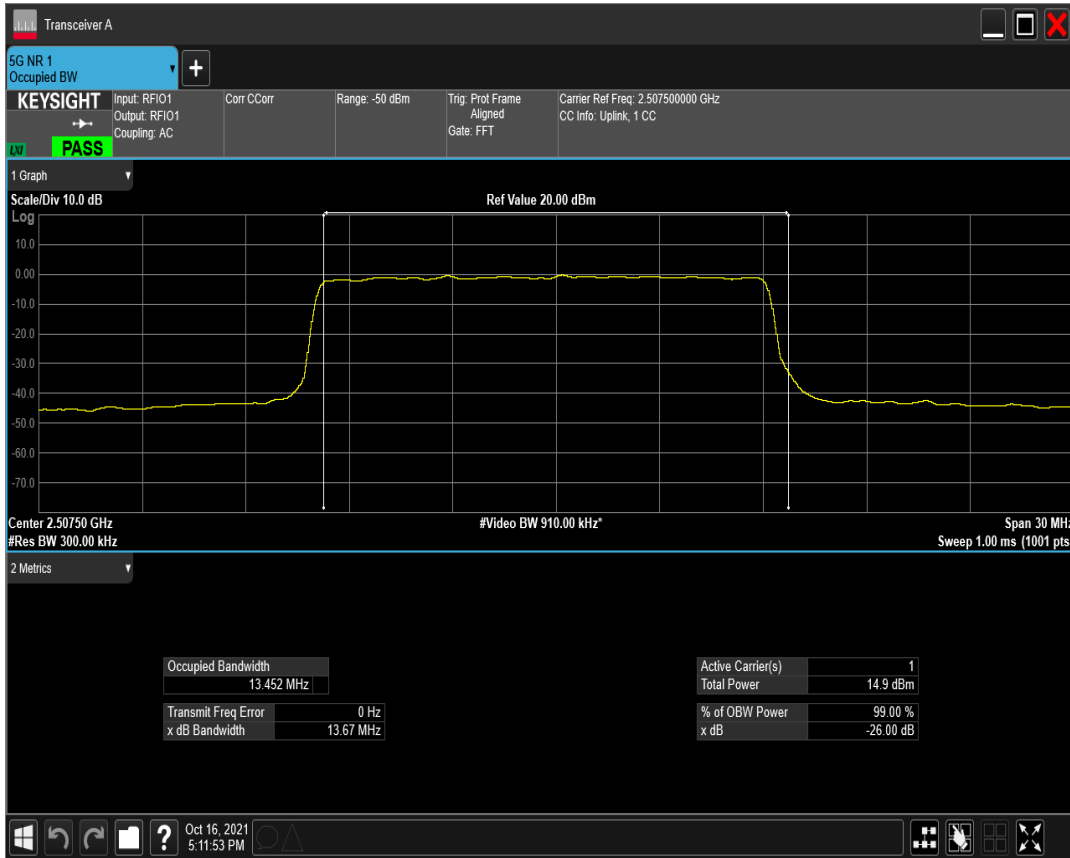 Transceiver A
5G NR 1
Occupied BW
KEYSIGHT
LXI
PASS
Input: RFIO1
Output: RFIO1
Coupling: AC
Corr CCorr
Range: -50 dBm
Trig: Prot Frame
Aligned
Gate: FFT
Carrier Ref Freq: 2.507500000 GHz
CC Info: Uplink, 1 CC
1 Graph
Scale/Div 10.0 dB
Ref Value 20.00 dBm
Log
10.0
0.00
-10.0
-20.0
-30.0
-40.0
-50.0
-60.0
-70.0
Center 2.50750 GHz
#Video BW 910.00 kHz*
Span 30 MHz
#Res BW 300.00 kHz
Sweep 1.00 ms (1001 pts
2 Metrics
Occupied Bandwidth
13.452 MHz
Transmit Freq Error 0 Hz
x dB Bandwidth 13.67 MHz
Active Carrier(s) 1
Total Power 14.9 dBm
% of OBW Power 99.00 %
x dB -26.00 dB
?
Oct 16, 2021
5:11:53 PM